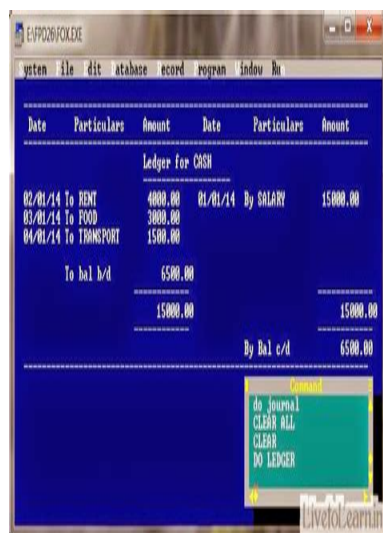 E:\FPD26\FOX.EXE
ysten ile dit atabase ecord rogran indow Ru
Date Particulars Amount Date Particulars Amount
Ledger for CASH
02/01/14 To RENT 4000.00 01/01/14 By SALARY 15000.00
03/01/14 To FOOD 3000.00
04/01/14 To TRANSPORT 1500.00
To bal b/d 6500.00
15000.00 15000.00
By Bal c/d 6500.00
Command
do journal
CLEAR ALL
CLEAR
DO LEDGER
LivetoLearn.in